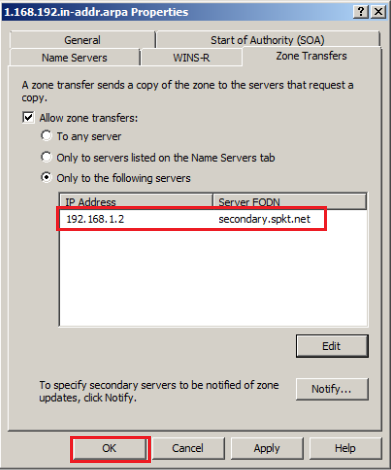 1.168.192.in-addr.arpa Properties
General
Start of Authority (SOA)
Name Servers
WINS-R
Zone Transfers
A zone transfer sends a copy of the zone to the servers that request a
copy.
Allow zone transfers:
To any server
Only to servers listed on the Name Servers tab
Only to the following servers
IP Address
Server FQDN
192.168.1.2
secondary.spkt.net
Edit
To specify secondary servers to be notified of zone
updates, click Notify.
Notify...
OK
Cancel
Apply
Help